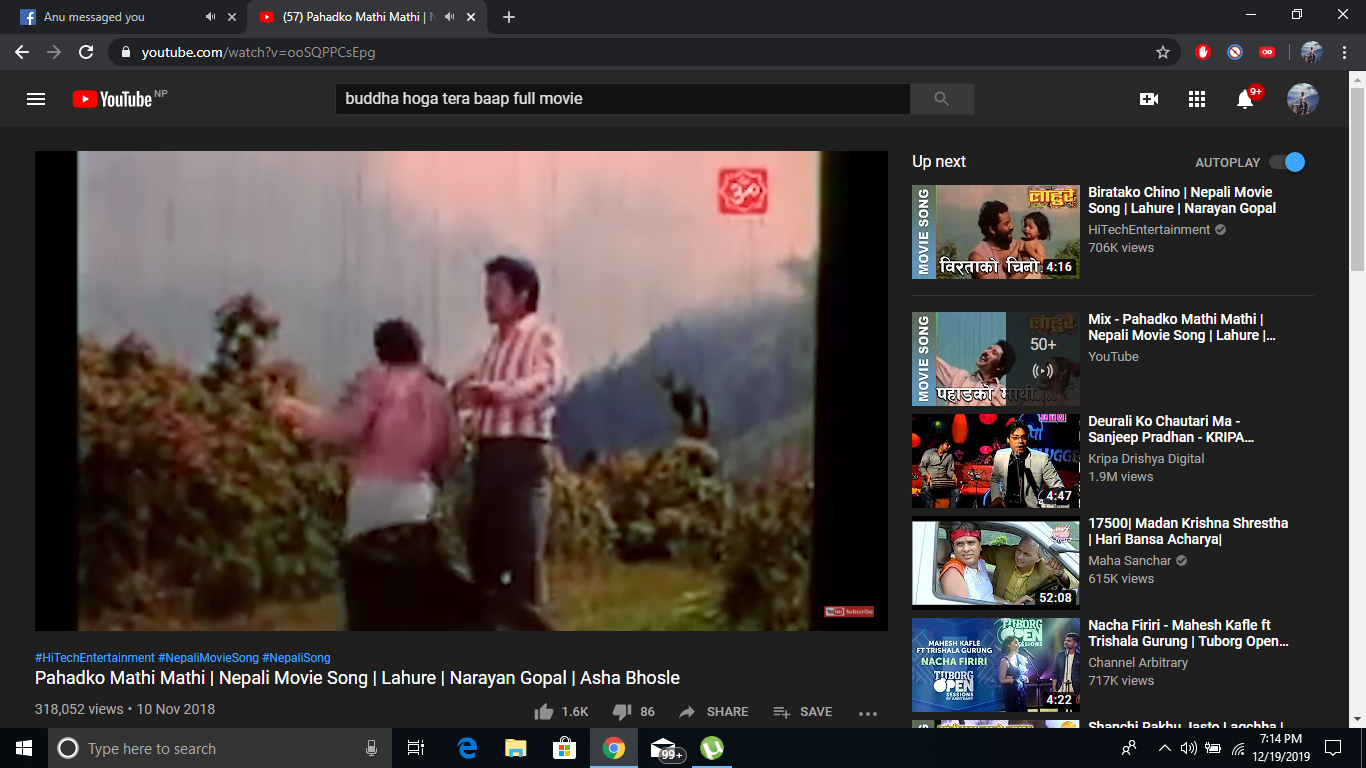 Anu messaged you
(57) Pahadko Mathi Mathi | N
youtube.com/watch?v=ooSQPPCsEpg
YouTube NP
buddha hoga tera baap full movie
9+
ॐ
Subscribe
Up next
AUTOPLAY
MOVIE SONG
लाहुरे
विरताको चिनो..
4:16
Biratako Chino | Nepali Movie
Song | Lahure | Narayan Gopal
HiTechEntertainment
706K views
MOVIE SONG
लाहुरे
50+
पहाडको माथी....
Mix - Pahadko Mathi Mathi |
Nepali Movie Song | Lahure |...
YouTube
4:47
Deurali Ko Chautari Ma -
Sanjeep Pradhan - KRIPA...
Kripa Drishya Digital
1.9M views
52:08
17500| Madan Krishna Shrestha
| Hari Bansa Acharya|
Maha Sanchar
615K views
MAHESH KAFLE
FT TRISHALA GURUNG
NACHA FIRIRI
TUBORG
OPEN
SESSIONS
TUBORG
OPEN
SESSIONS
4:22
Nacha Firiri - Mahesh Kafle ft
Trishala Gurung | Tuborg Open...
Channel Arbitrary
717K views
Shanchi Rakhu Jasto Lagchha |
#HiTechEntertainment #NepaliMovieSong #NepaliSong
Pahadko Mathi Mathi | Nepali Movie Song | Lahure | Narayan Gopal | Asha Bhosle
318,052 views • 10 Nov 2018
1.6K
86
SHARE
SAVE
Type here to search
99+
7:14 PM
12/19/2019